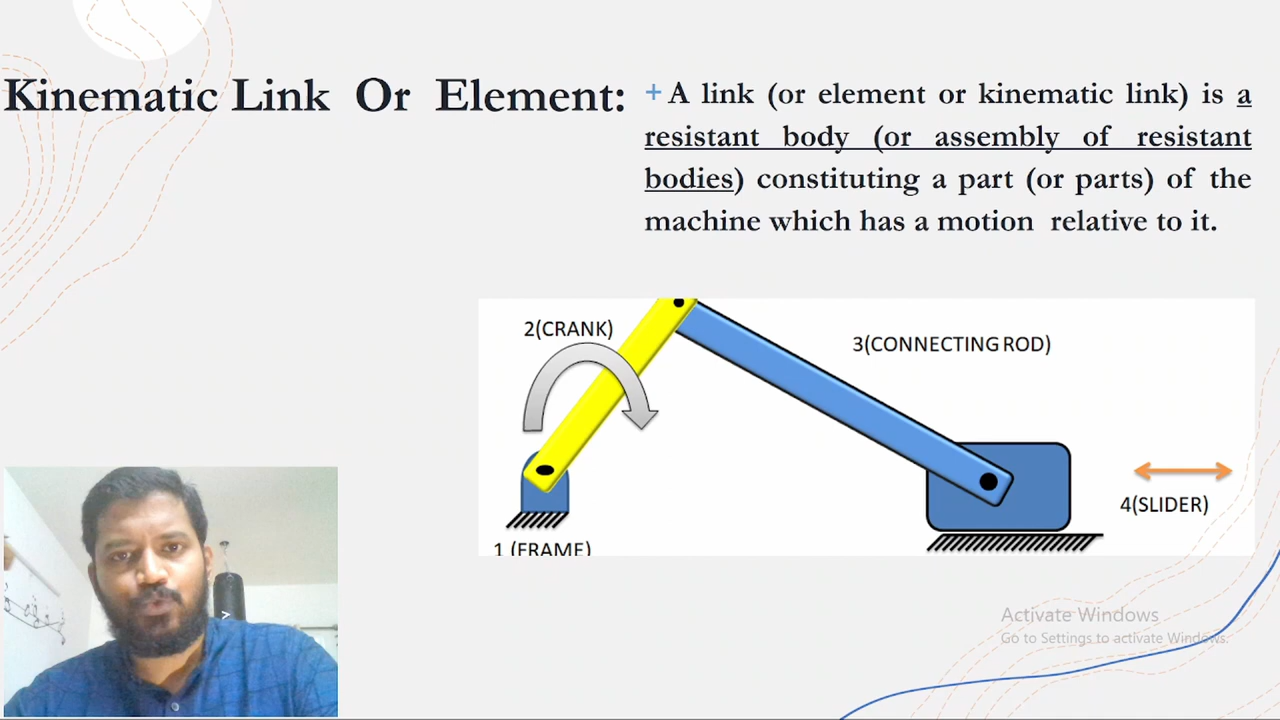 Kinematic Link Or Element:
+ A link (or element or kinematic link) is a
resistant body (or assembly of resistant
bodies) constituting a part (or parts) of the
machine which has a motion relative to it.
2(CRANK)
3(CONNECTING ROD)
4(SLIDER)
1 (FRAME)
Activate Windows
Go to Settings to activate Windows.